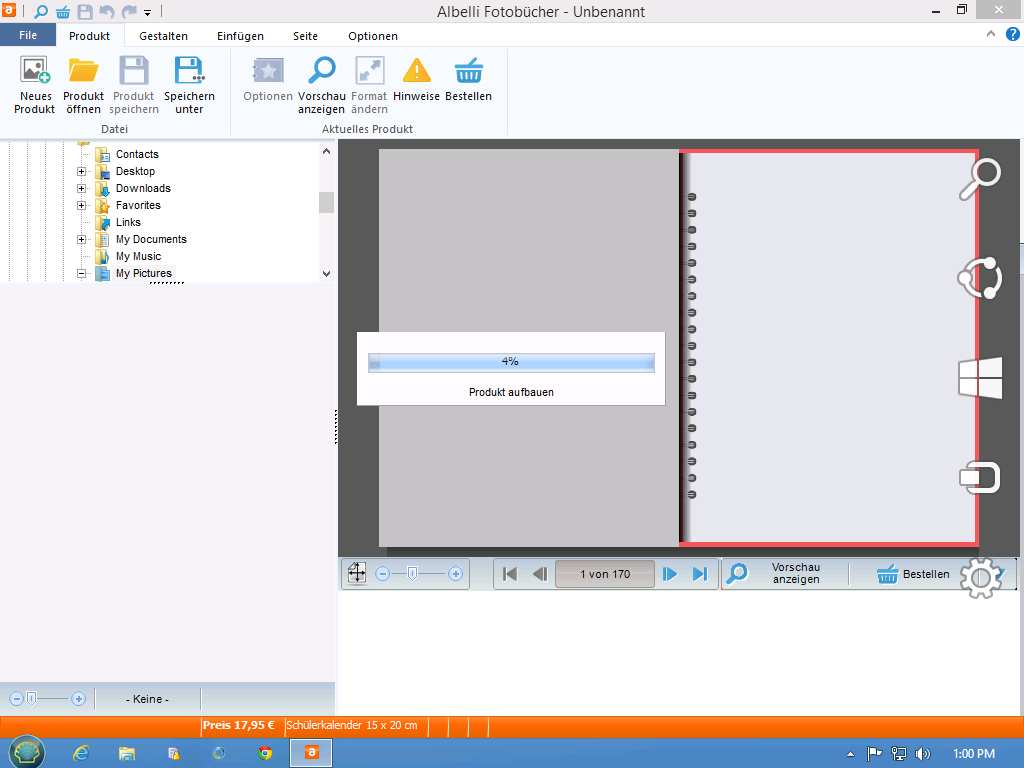 Albelli Fotobücher - Unbenannt
File
Produkt
Gestalten
Einfügen
Seite
Optionen
Neues
Produkt
Produkt
öffnen
Produkt
speichern
Speichern
unter
Optionen
Vorschau
anzeigen
Format
ändern
Hinweise
Bestellen
Datei
Aktuelles Produkt
Contacts
Desktop
Downloads
Favorites
Links
My Documents
My Music
My Pictures
4%
Produkt aufbauen
1 von 170
Vorschau
anzeigen
Bestellen
- Keine -
Preis 17,95 €
Schülerkalender 15 x 20 cm
1:00 PM